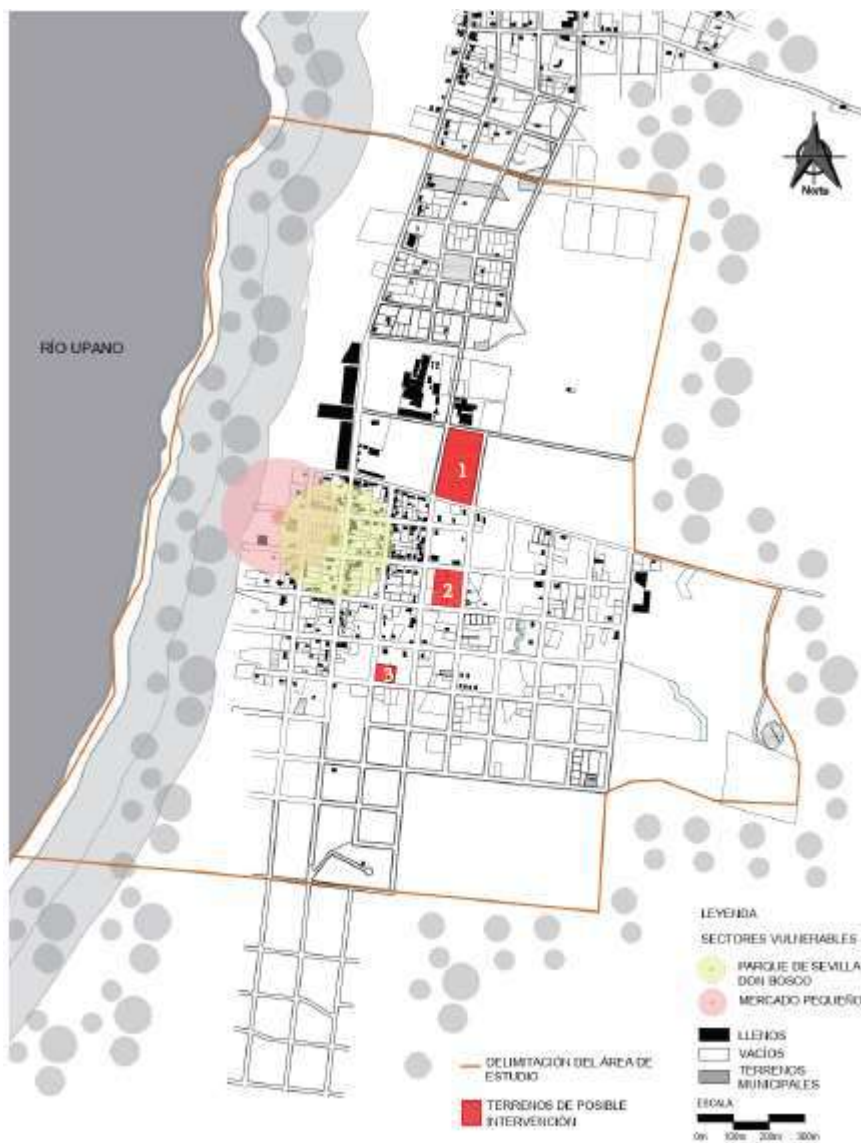 Norte
RÍO UPANO
1
2
3
LEYENDA
SECTORES VULNERABLES
PARQUE DE SEVILLA
DON BOSCO
MERCADO PEQUEÑO
LLENOS
VACÍOS
TERRENOS
MUNICIPALES
DELIMITACIÓN DEL ÁREA DE
ESTUDIO
TERRENOS DE POSIBLE
INTERVENCIÓN
ESCALA
0m 100m 200m 300m